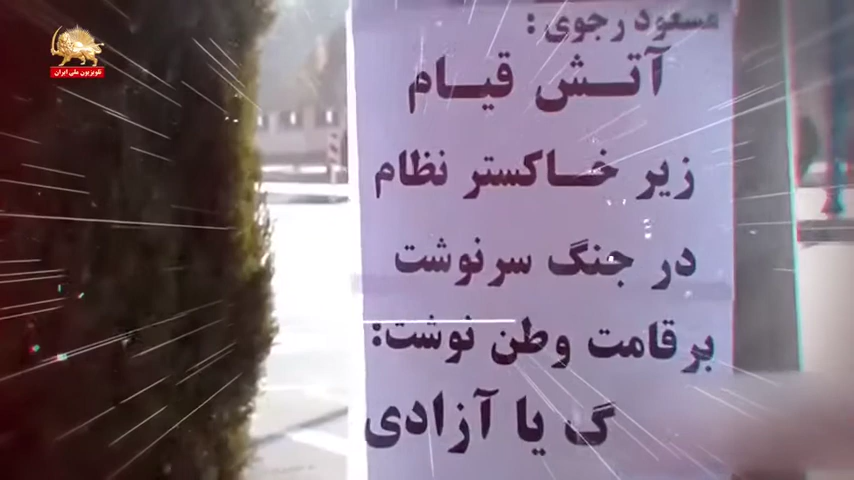 تلویزیون ملی ایران
مسعود رجوی:
آتش قیام
زیر خاکستر نظام
در جنگ سرنوشت
برقامت وطن نوشت:
گ یا آزادی